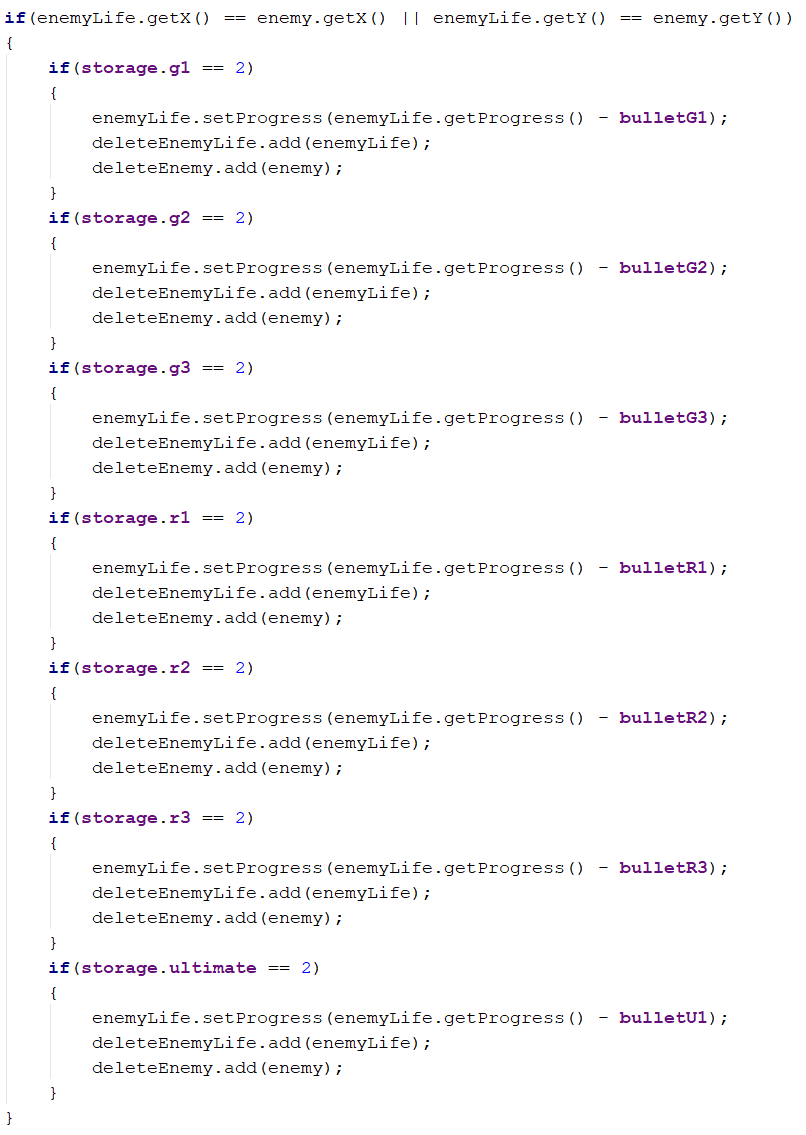 if(enemyLife.getX() == enemy.getX() || enemyLife.getY() == enemy.getY())
{
    if(storage.g1 == 2)
    {
        enemyLife.setProgress(enemyLife.getProgress() - bulletG1);
        deleteEnemyLife.add(enemyLife);
        deleteEnemy.add(enemy);
    }
    if(storage.g2 == 2)
    {
        enemyLife.setProgress(enemyLife.getProgress() - bulletG2);
        deleteEnemyLife.add(enemyLife);
        deleteEnemy.add(enemy);
    }
    if(storage.g3 == 2)
    {
        enemyLife.setProgress(enemyLife.getProgress() - bulletG3);
        deleteEnemyLife.add(enemyLife);
        deleteEnemy.add(enemy);
    }
    if(storage.r1 == 2)
    {
        enemyLife.setProgress(enemyLife.getProgress() - bulletR1);
        deleteEnemyLife.add(enemyLife);
        deleteEnemy.add(enemy);
    }
    if(storage.r2 == 2)
    {
        enemyLife.setProgress(enemyLife.getProgress() - bulletR2);
        deleteEnemyLife.add(enemyLife);
        deleteEnemy.add(enemy);
    }
    if(storage.r3 == 2)
    {
        enemyLife.setProgress(enemyLife.getProgress() - bulletR3);
        deleteEnemyLife.add(enemyLife);
        deleteEnemy.add(enemy);
    }
    if(storage.ultimate == 2)
    {
        enemyLife.setProgress(enemyLife.getProgress() - bulletU1);
        deleteEnemyLife.add(enemyLife);
        deleteEnemy.add(enemy);
    }
}